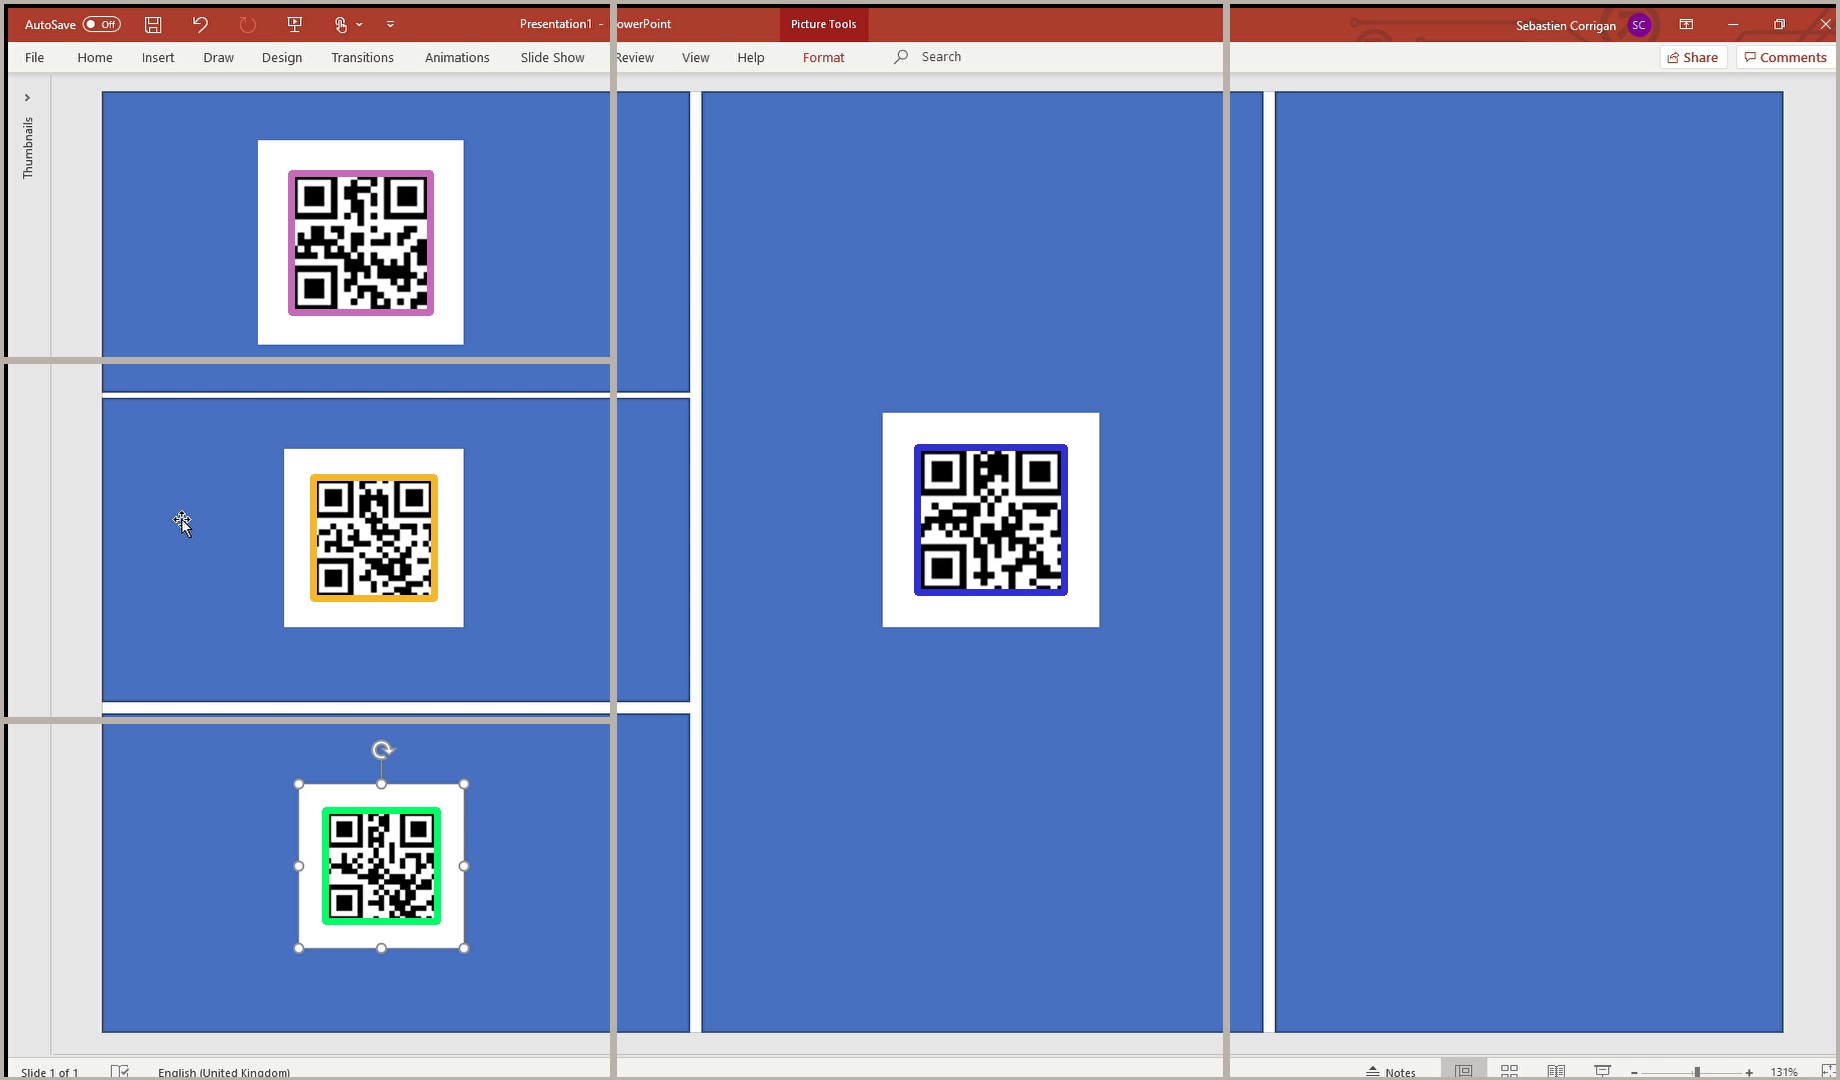 AutoSave Off
Presentation1 - owerPoint
Picture Tools
Sebastien Corrigan SC
File Home Insert Draw Design Transitions Animations Slide Show Review View Help Format Search
Share Comments
Thumbnails
Slide 1 of 1 English (United Kingdom)
Notes 131%